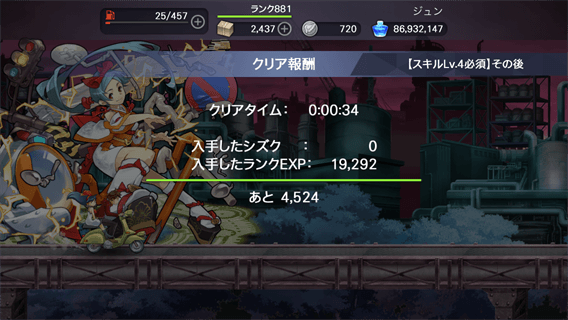 25/457
ランク881
2,437
720
ジュン
86,932,147
クリア報酬
【スキルLv.4必須】その後
クリアタイム： 0:00:34
入手したシズク ： 0
入手したランクEXP： 19,292
あと 4,524